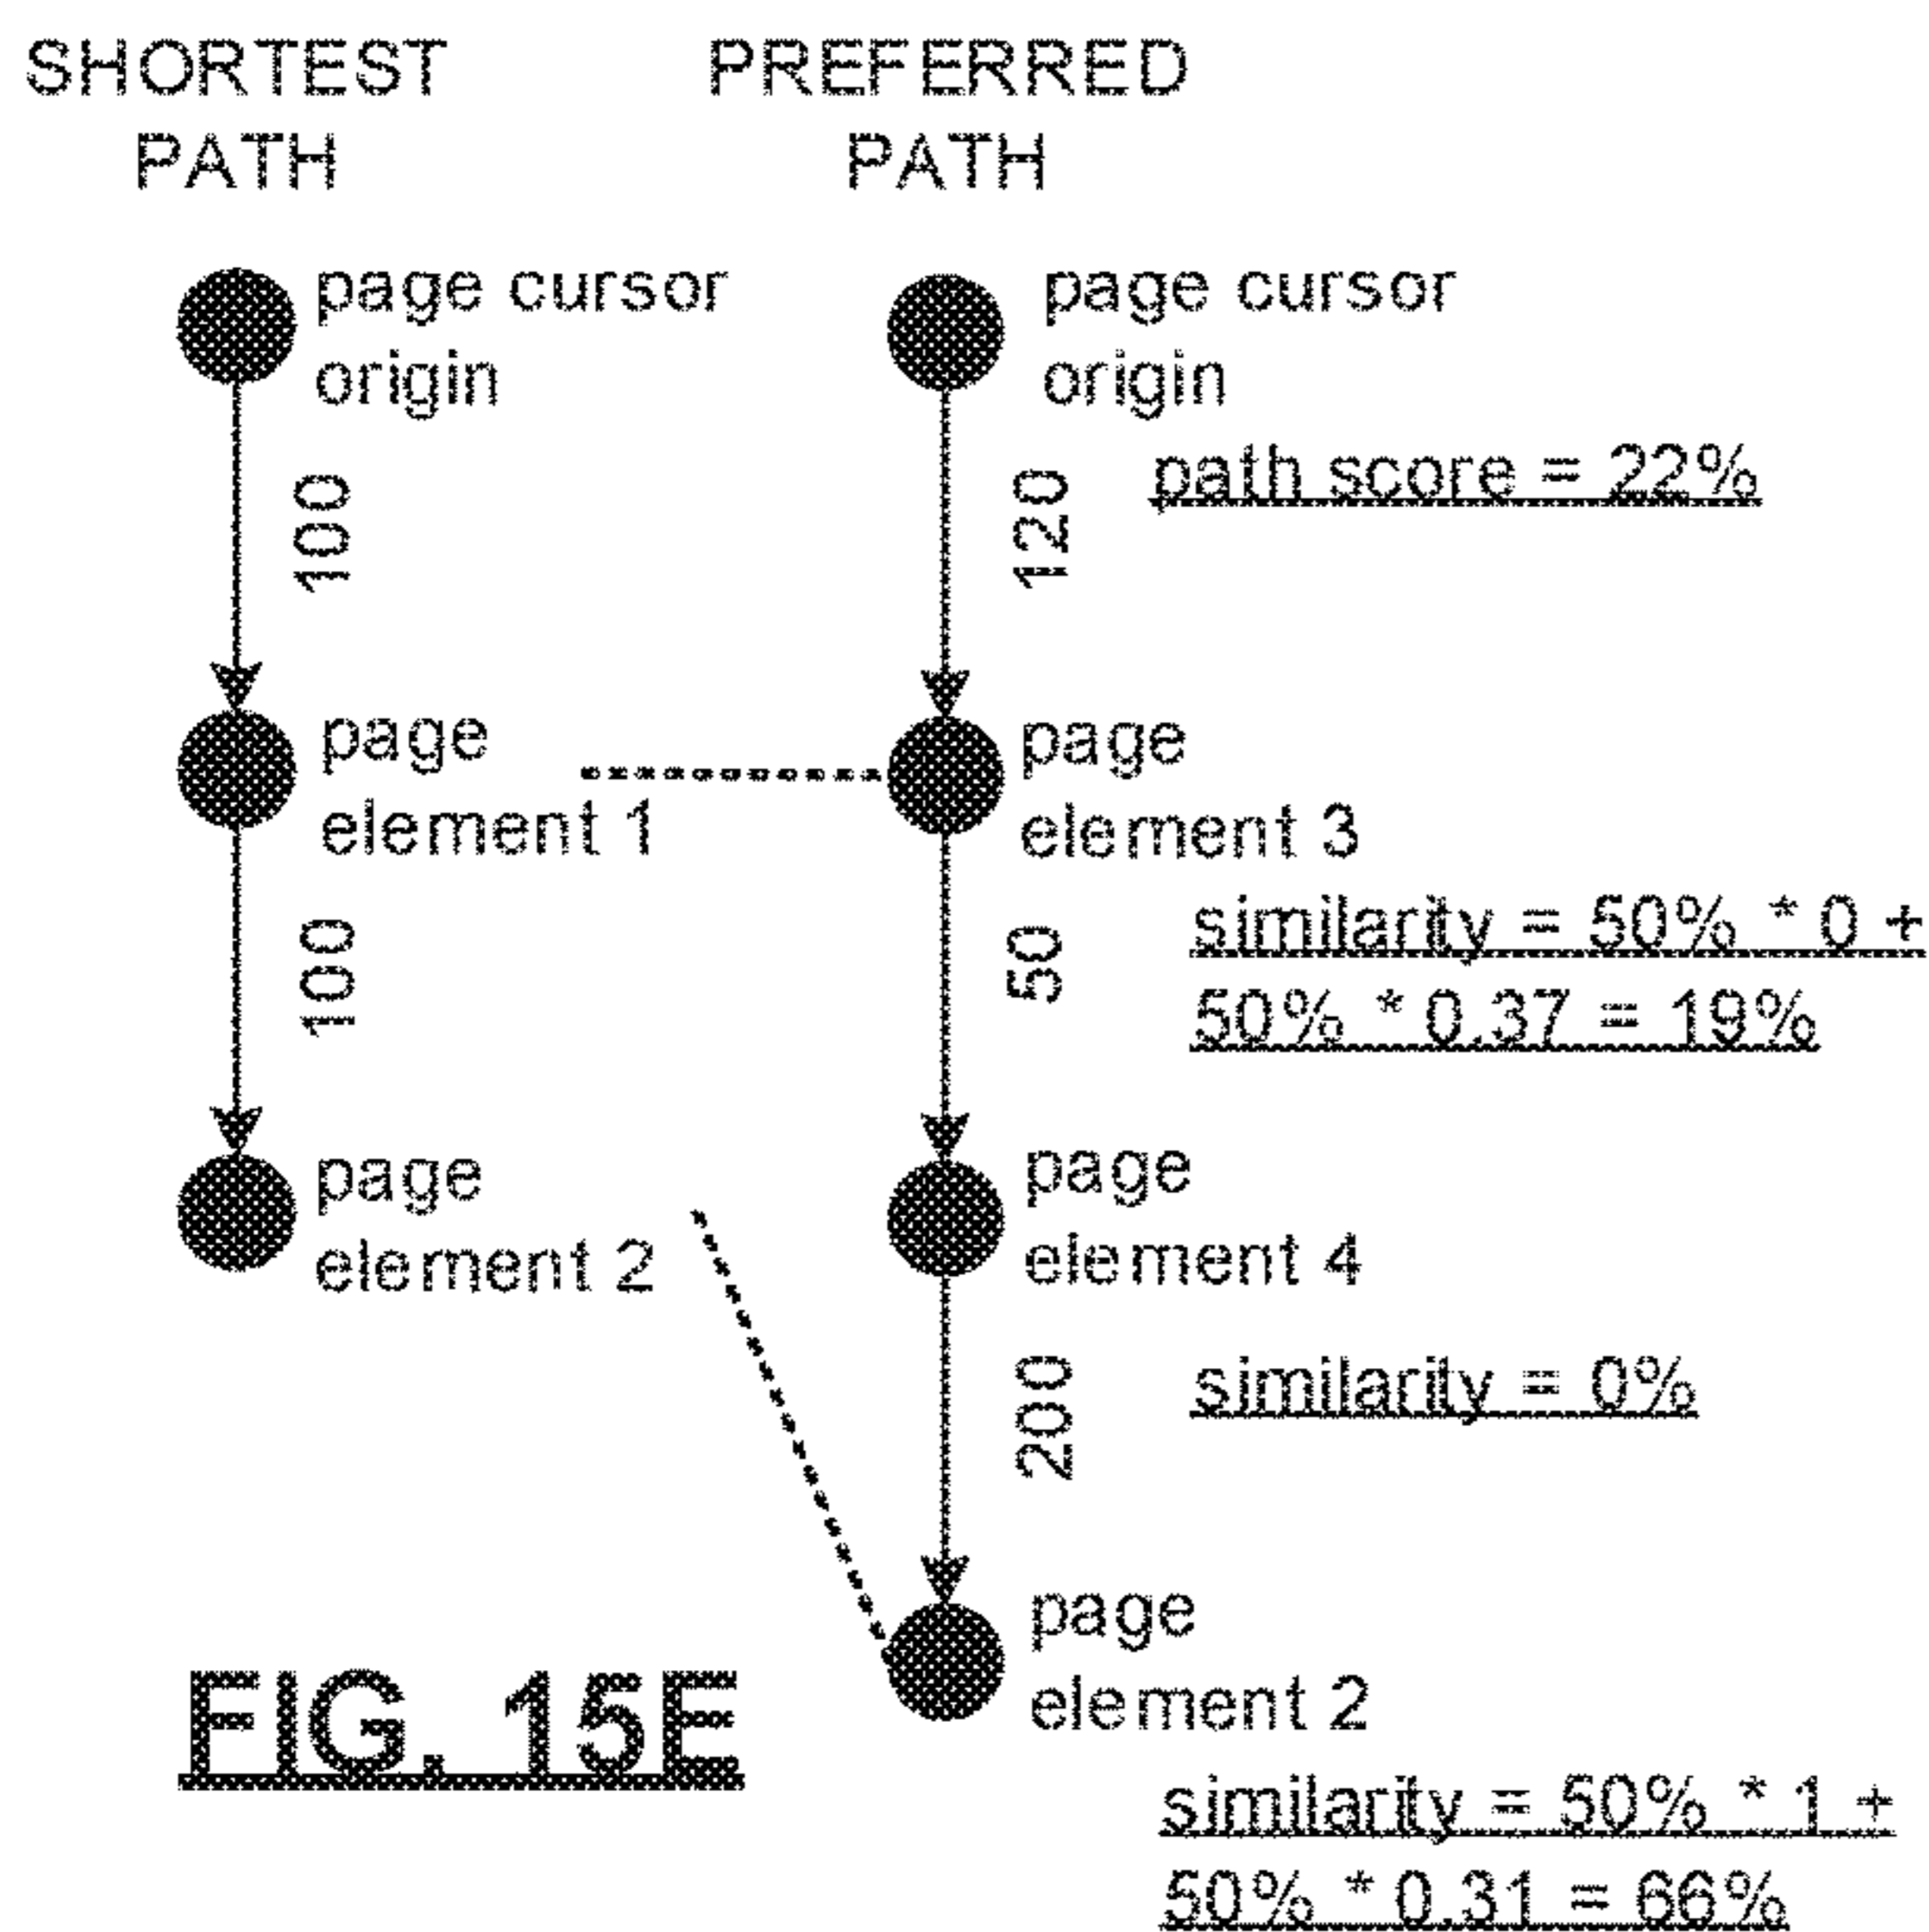 SHORTEST
PATH
PREFERRED
PATH
page cursor
origin
page cursor
origin
path score = 22%
100
120
page
element 1
page
element 3
similarity = 50% * 0 +
50% * 0.37 = 19%
100
50
page
element 2
page
element 4
similarity = 0%
200
page
element 2
similarity = 50% * 1 +
50% * 0.31 = 66%
FIG. 15E